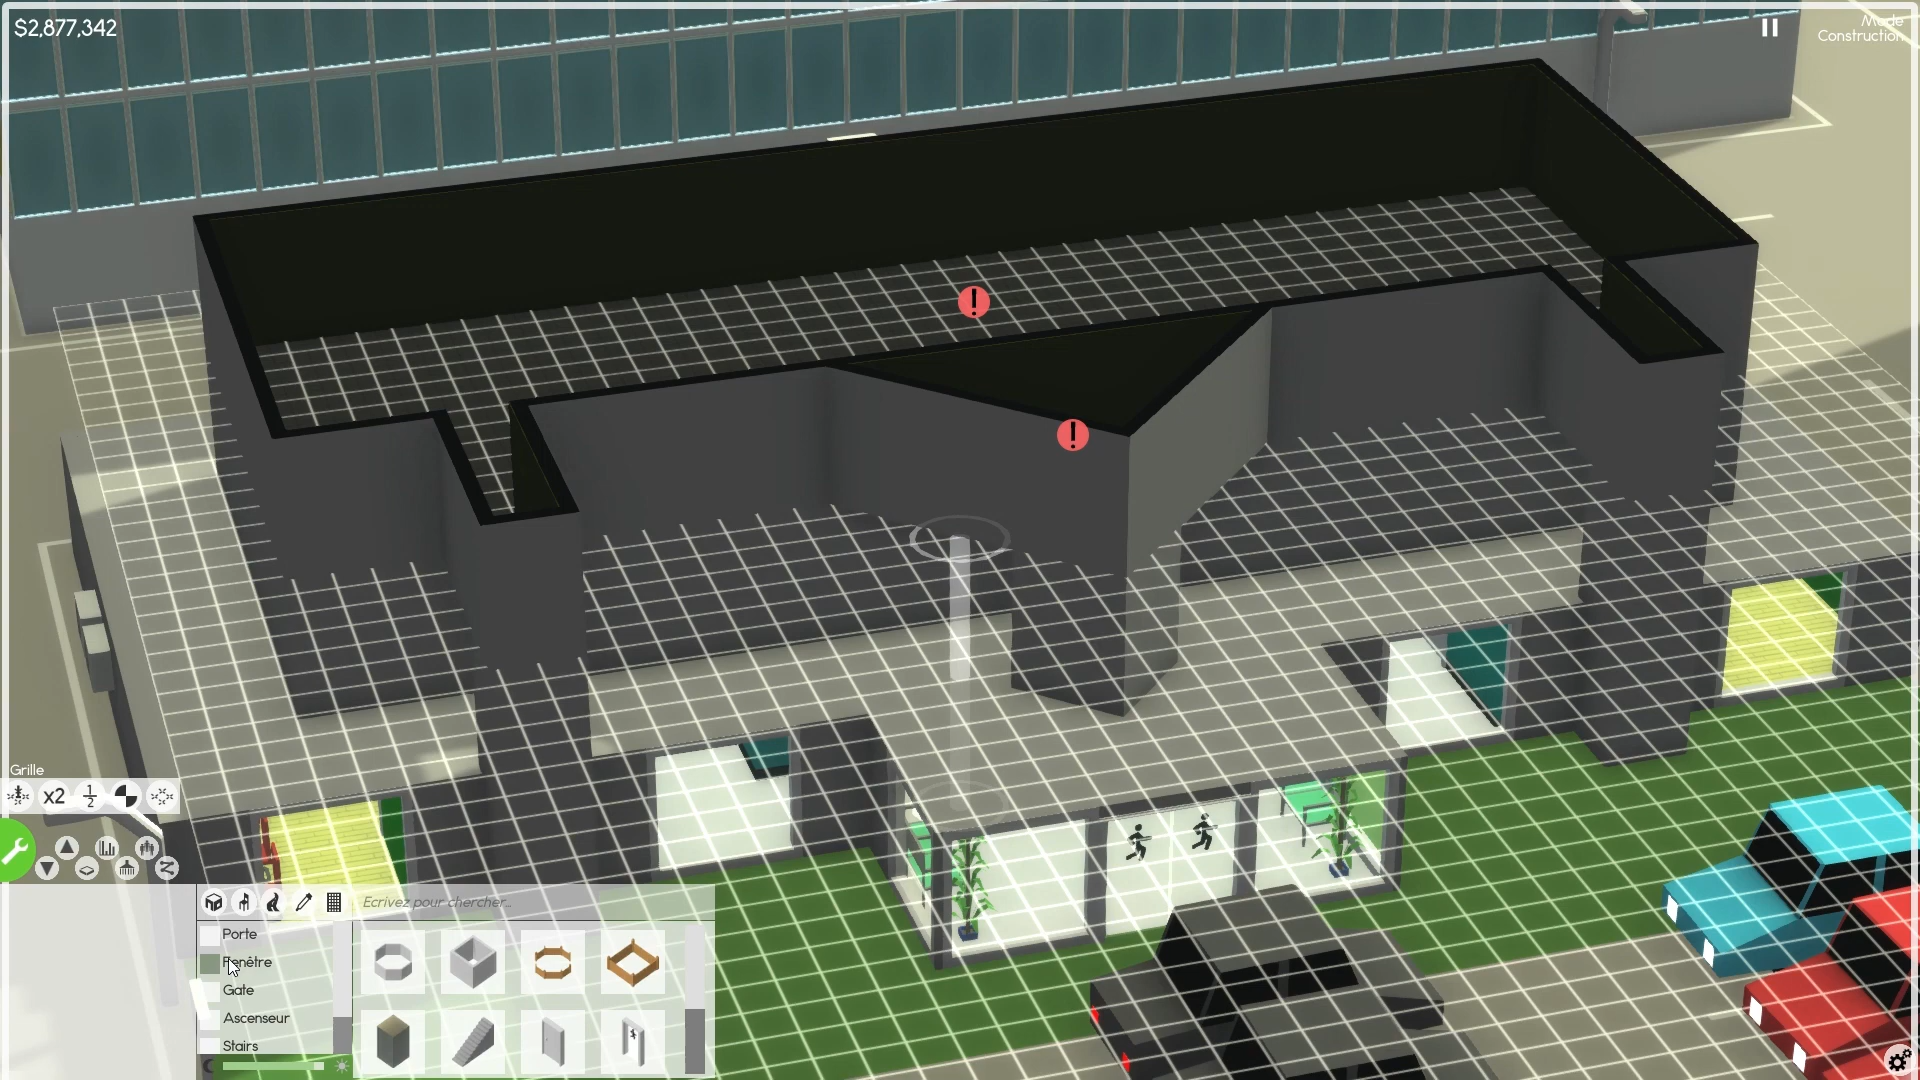 $2,877,342
Mode
Construction
Grille
x2
1/2
Ecrivez pour chercher...
Porte
Fenêtre
Gate
Ascenseur
Stairs